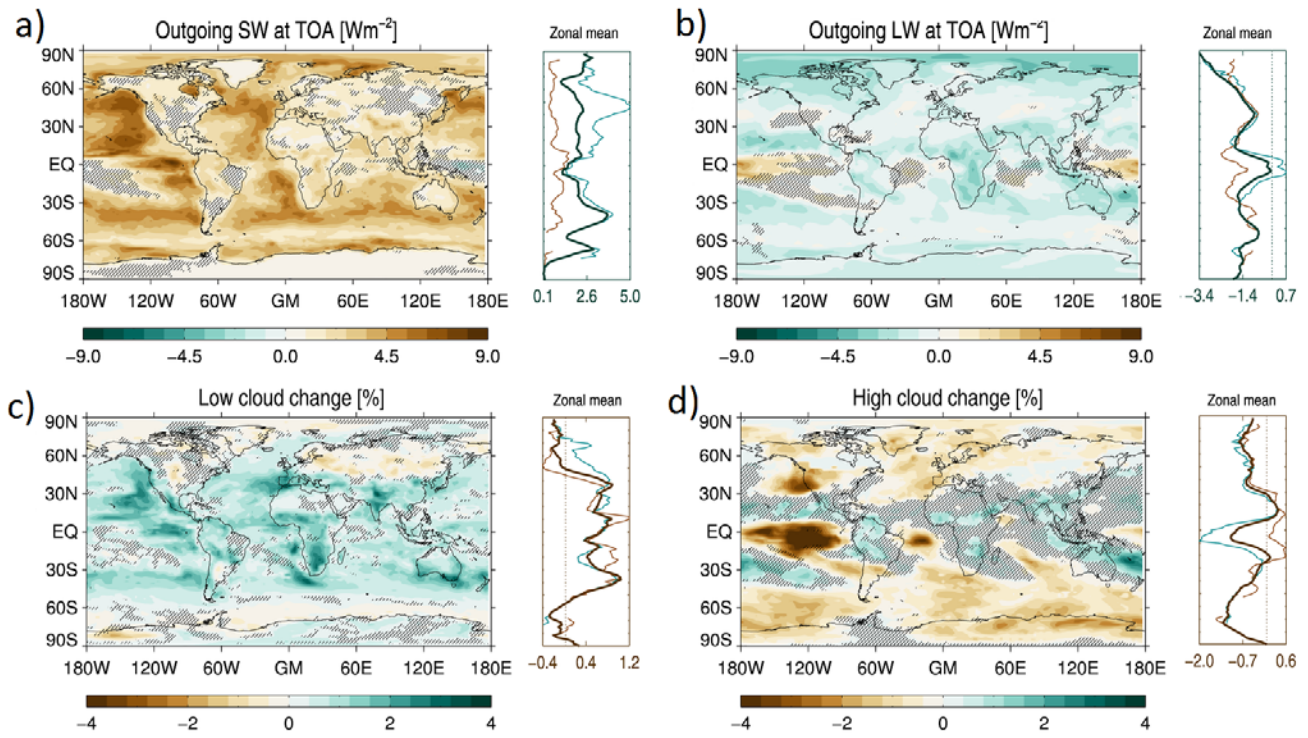 a)
Outgoing SW at TOA [Wm⁻²]
Zonal mean
90N
60N
30N
EQ
30S
60S
90S
180W 120W 60W GM 60E 120E 180E
0.1 2.6 5.0
−9.0 −4.5 0.0 4.5 9.0
b)
Outgoing LW at TOA [Wm⁻²]
Zonal mean
90N
60N
30N
EQ
30S
60S
90S
180W 120W 60W GM 60E 120E 180E
−3.4 −1.4 0.7
−9.0 −4.5 0.0 4.5 9.0
c)
Low cloud change [%]
Zonal mean
90N
60N
30N
EQ
30S
60S
90S
180W 120W 60W GM 60E 120E 180E
−0.4 0.4 1.2
−4 −2 0 2 4
d)
High cloud change [%]
Zonal mean
90N
60N
30N
EQ
30S
60S
90S
180W 120W 60W GM 60E 120E 180E
−2.0 −0.7 0.6
−4 −2 0 2 4